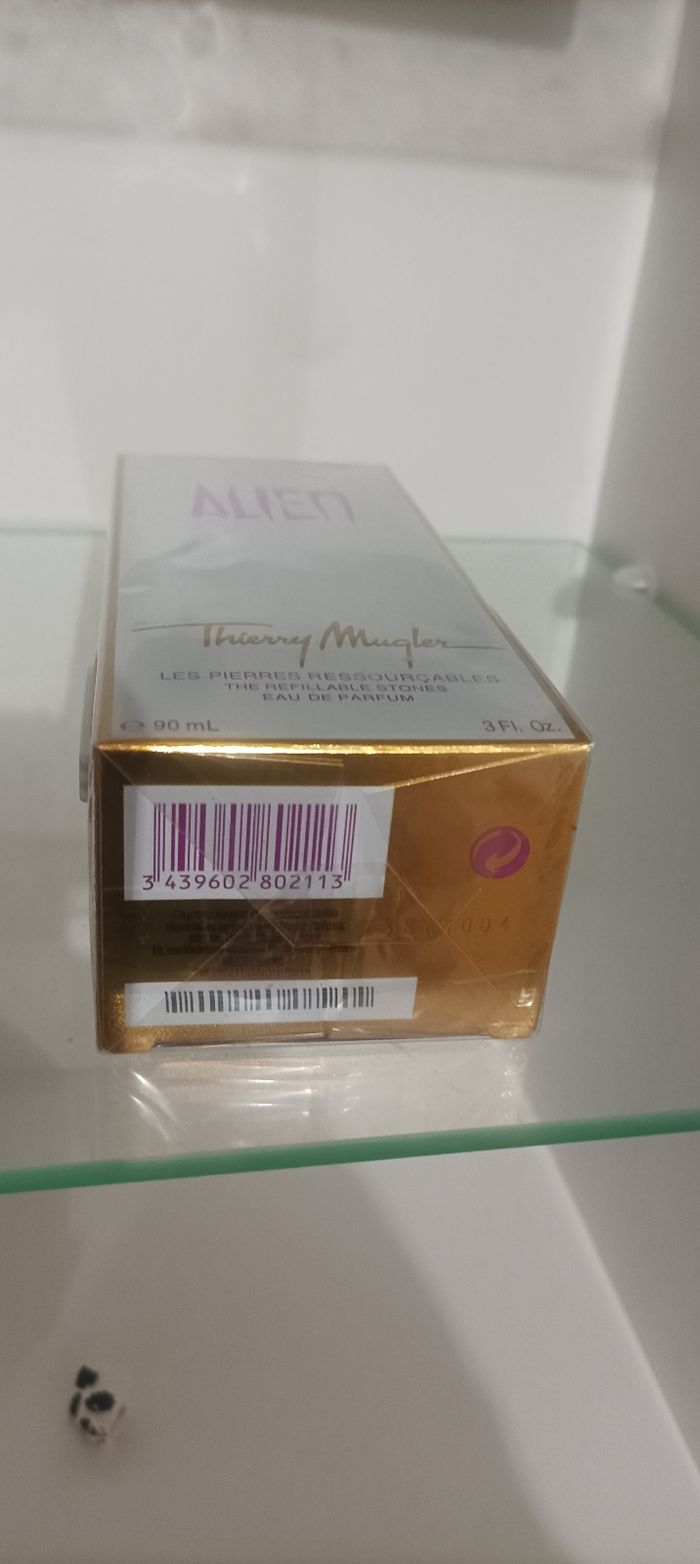 ALIEN
Thierry Mugler
LES PIERRES RESSOURÇABLES
THE REFILLABLE STONES
EAU DE PARFUM
℮ 90 mL
3 Fl. Oz.
3 439602 802113